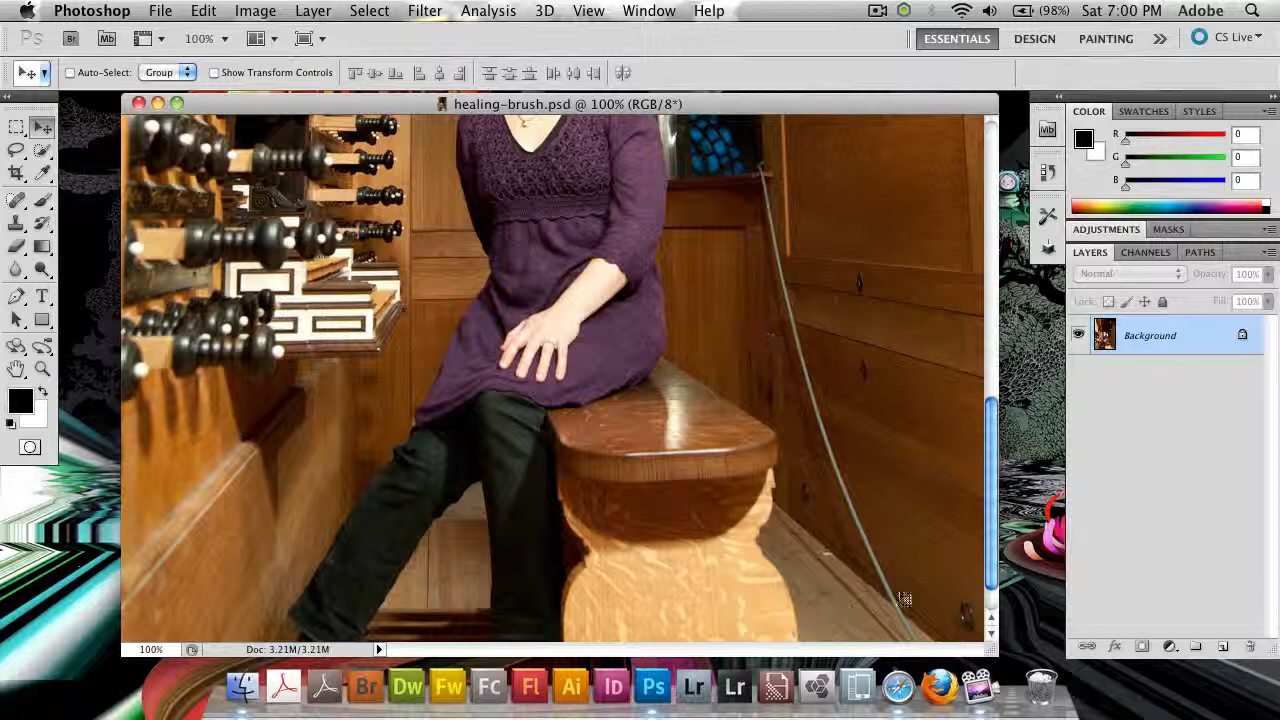 Photoshop File Edit Image Layer Select Filter Analysis 3D View Window Help (98%) Sat 7:00 PM Adobe
Ps Br Mb 100% ESSENTIALS DESIGN PAINTING CS Live
Auto-Select: Group Show Transform Controls
healing-brush.psd @ 100% (RGB/8*)
COLOR SWATCHES STYLES
Mb
R 0
G 0
B 0
ADJUSTMENTS MASKS
LAYERS CHANNELS PATHS
Normal Opacity: 100%
Lock: Fill: 100%
T
Background
100% Doc: 3.21M/3.21M
fx
Br Dw Fw Fc Fl Ai Id Ps Lr Lr